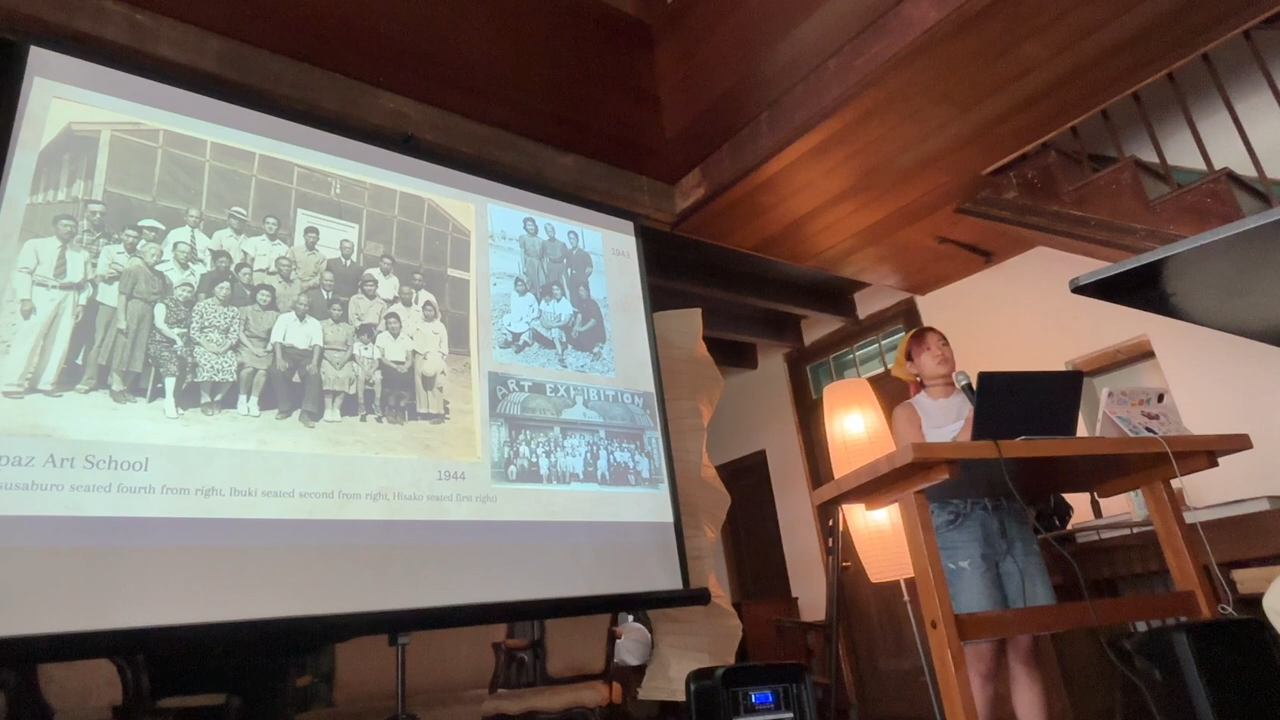 1943
ART EXHIBITION
paz Art School
1944
susaburo seated fourth from right, Ibuki seated second from right, Hisako seated first right)